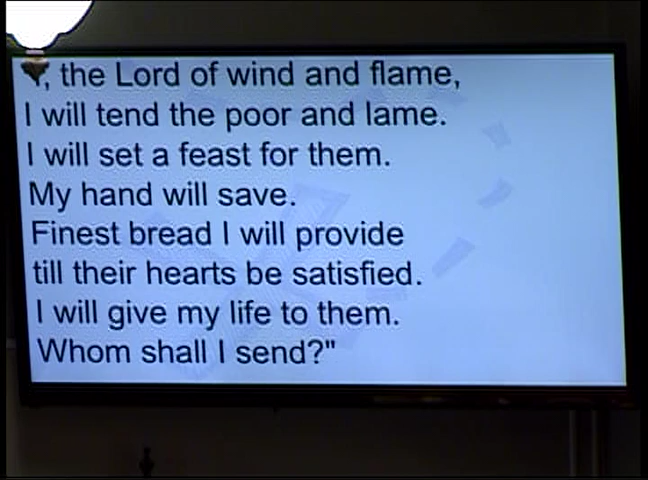 , the Lord of wind and flame,
I will tend the poor and lame.
I will set a feast for them.
My hand will save.
Finest bread I will provide
till their hearts be satisfied.
I will give my life to them.
Whom shall I send?"